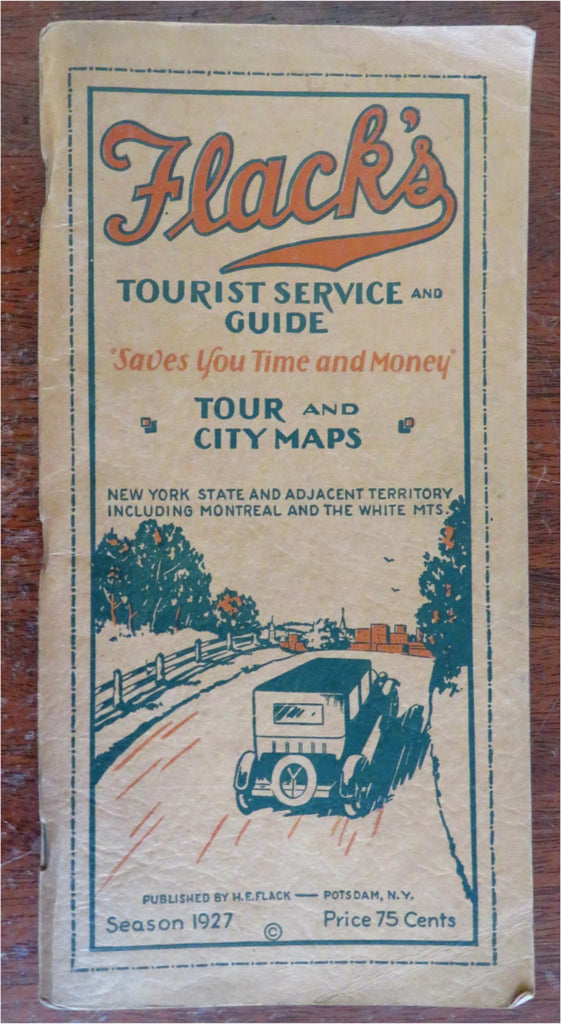 Flack's
TOURIST SERVICE AND
GUIDE
"Saves You Time and Money"
TOUR AND
CITY MAPS
NEW YORK STATE AND ADJACENT TERRITORY
INCLUDING MONTREAL AND THE WHITE MTS.
PUBLISHED BY H.E.FLACK — POTSDAM, N.Y.
Season 1927 © Price 75 Cents